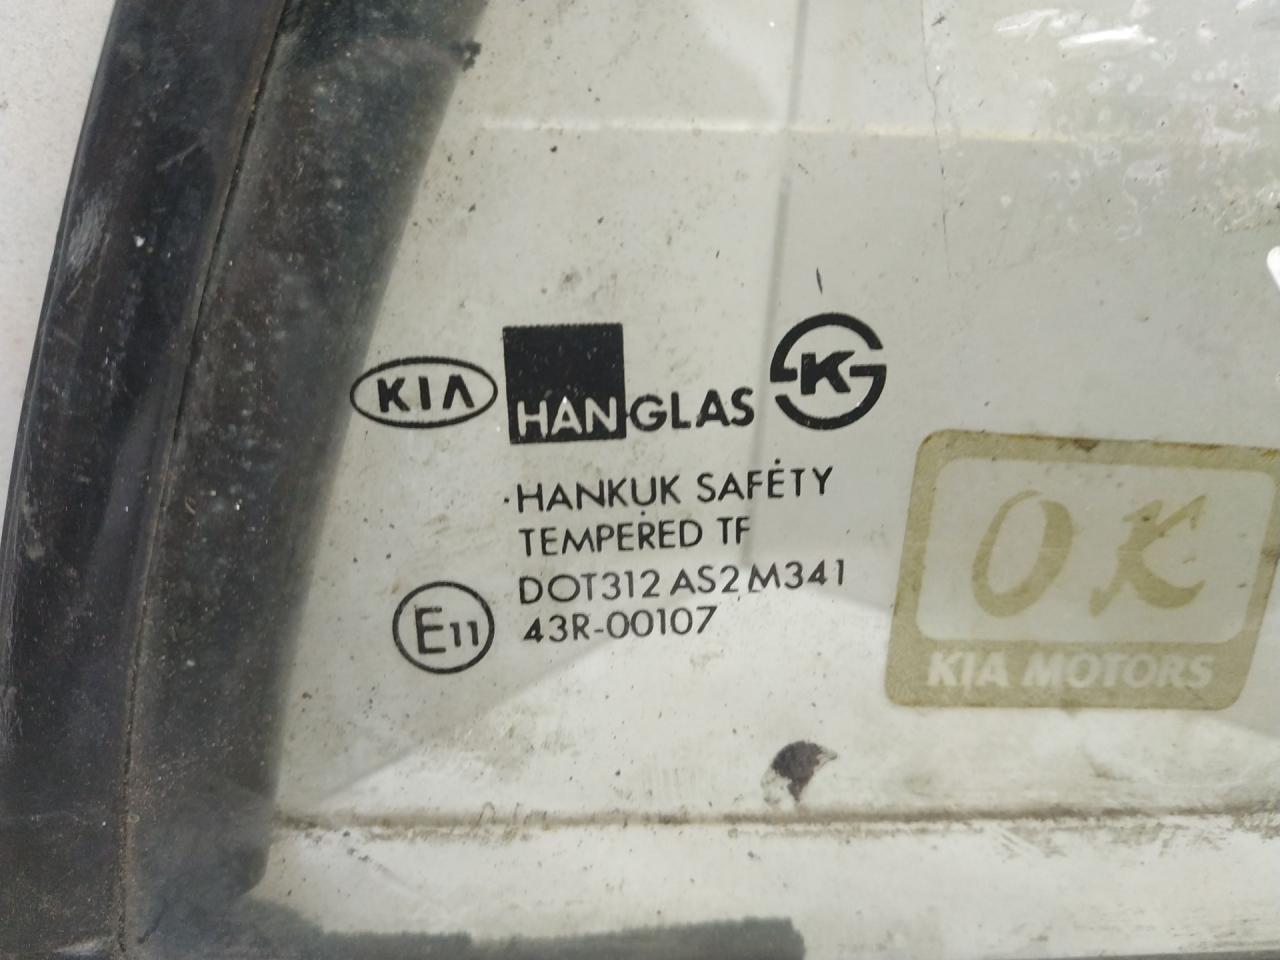 KIA HANGLAS K
HANKUK SAFETY
TEMPERED TF
DOT312 AS2 M341
E11 43R-00107
OK
KIA MOTORS